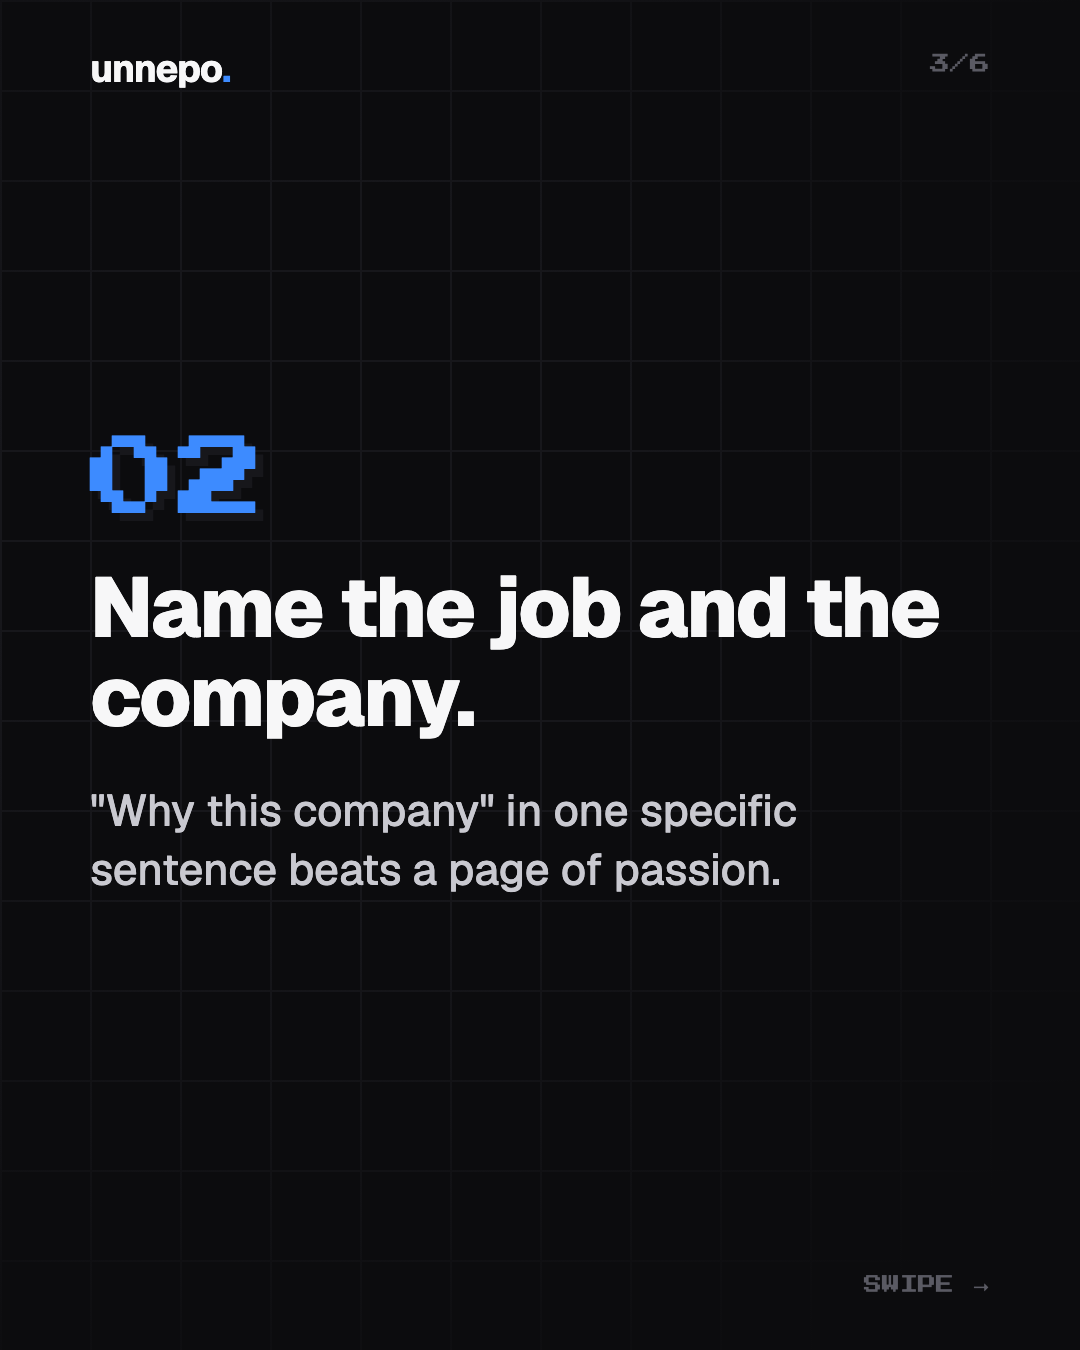 unnepo.
3/6
02
Name the job and the
company.
"Why this company" in one specific
sentence beats a page of passion.
SWIPE →